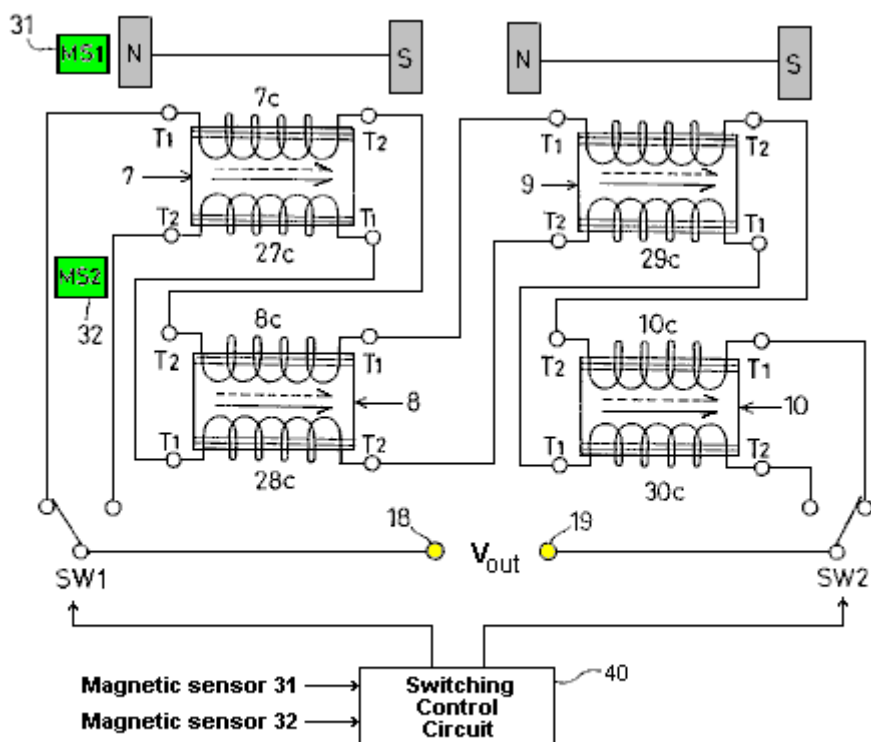 31 MS1 N S N S
7c
T1 T2 T1 T2
7 9
T2 T1 T2 T1
27c 29c
MS2
32 8c 10c
T2 T1 T2 T1
8 10
T1 T2 T1 T2
28c 30c
18 19
Vout
SW1 SW2
40
Magnetic sensor 31
Magnetic sensor 32
Switching
Control
Circuit